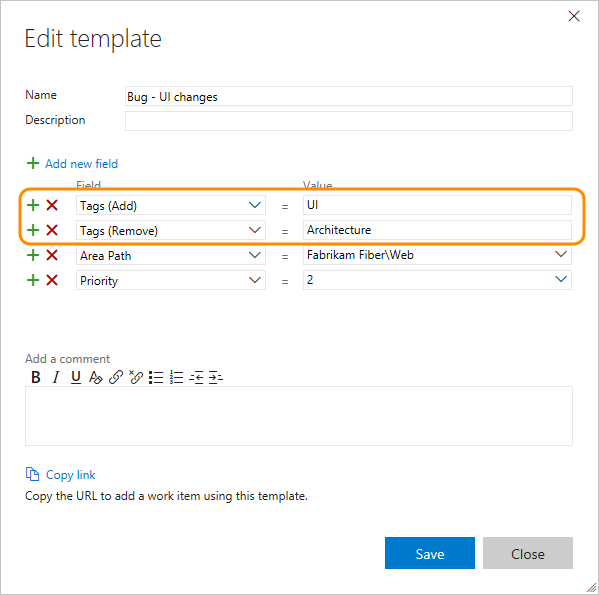 Edit template
Name Bug - UI changes
Description
Add new field
Field Value
Tags (Add) = UI
Tags (Remove) = Architecture
Area Path = Fabrikam Fiber\Web
Priority = 2
Add a comment
B I U A
Copy link
Copy the URL to add a work item using this template.
Save Close